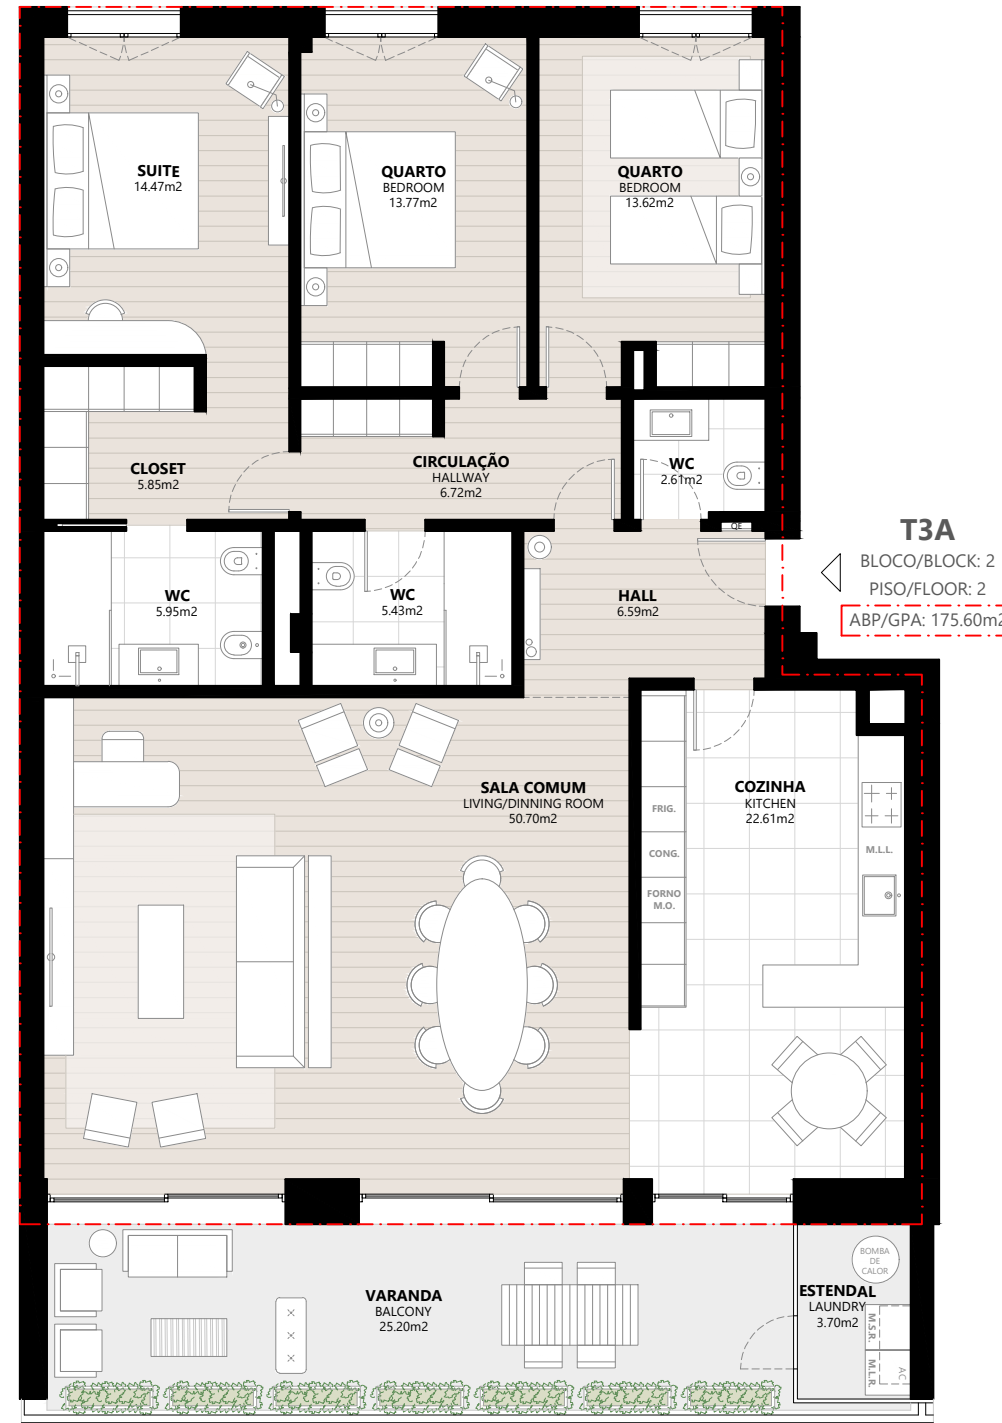 SUITE
14.47m2
QUARTO
BEDROOM
13.77m2
QUARTO
BEDROOM
13.62m2
CLOSET
5.85m2
CIRCULAÇÃO
HALLWAY
6.72m2
WC
2.61m2
QE
T3A
BLOCO/BLOCK: 2
PISO/FLOOR: 2
ABP/GPA: 175.60m2
WC
5.95m2
WC
5.43m2
HALL
6.59m2
SALA COMUM
LIVING/DINNING ROOM
50.70m2
COZINHA
KITCHEN
22.61m2
FRIG.
CONG.
FORNO
M.O.
M.L.L.
VARANDA
BALCONY
25.20m2
BOMBA
DE
CALOR
ESTENDAL
LAUNDRY
3.70m2
M.S.R.
M.L.R.
AC